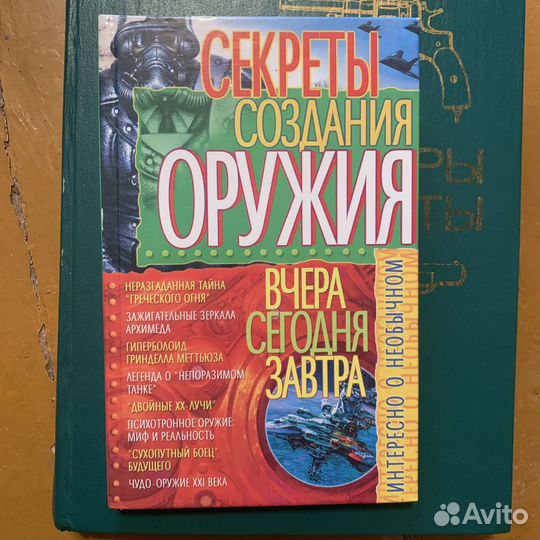 СЕКРЕТЫ
СОЗДАНИЯ
ОРУЖИЯ
ВЧЕРА
СЕГОДНЯ
ЗАВТРА
НЕРАЗГАДАННАЯ ТАЙНА
"ГРЕЧЕСКОГО ОГНЯ"
ЗАЖИГАТЕЛЬНЫЕ ЗЕРКАЛА
АРХИМЕДА
ГИПЕРБОЛОИД
ГРИНДЕЛЛА МЕТТЬЮЗА
ЛЕГЕНДА О "НЕПОРАЗИМОМ
ТАНКЕ"
"ДВОЙНЫЕ ХХ-ЛУЧИ"
ПСИХОТРОННОЕ ОРУЖИЕ:
МИФ И РЕАЛЬНОСТЬ
"СУХОПУТНЫЙ БОЕЦ"
БУДУЩЕГО
ЧУДО-ОРУЖИЕ XXI ВЕКА
ИНТЕРЕСНО О НЕОБЫЧНОМ
Avito